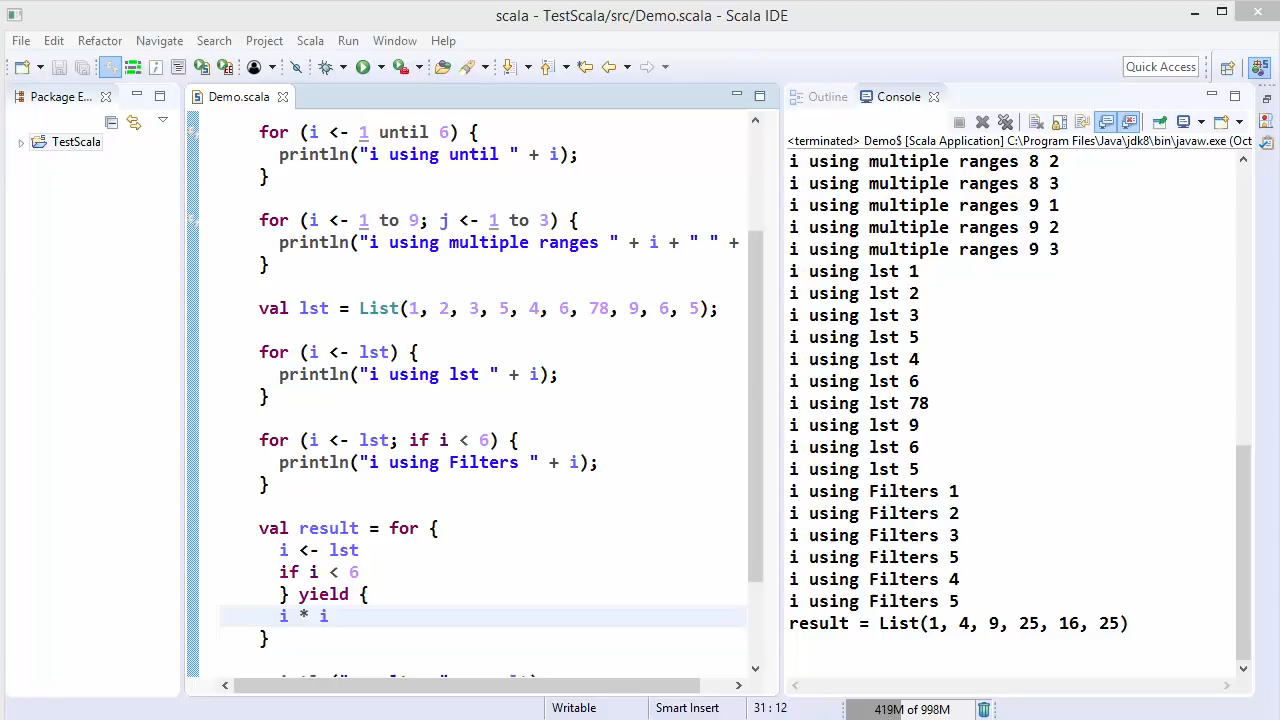 scala - TestScala/src/Demo.scala - Scala IDE
File Edit Refactor Navigate Search Project Scala Run Window Help
Quick Access
Package E...
TestScala
Demo.scala
for (i <- 1 until 6) {
println("i using until " + i);
}
for (i <- 1 to 9; j <- 1 to 3) {
println("i using multiple ranges " + i + " " +
}
val lst = List(1, 2, 3, 5, 4, 6, 78, 9, 6, 5);
for (i <- lst) {
println("i using lst " + i);
}
for (i <- lst; if i < 6) {
println("i using Filters " + i);
}
val result = for {
i <- lst
if i < 6
} yield {
i * i
}
Outline Console
<terminated> Demo$ [Scala Application] C:\Program Files\Java\jdk8\bin\javaw.exe (Oct
i using multiple ranges 8 2
i using multiple ranges 8 3
i using multiple ranges 9 1
i using multiple ranges 9 2
i using multiple ranges 9 3
i using lst 1
i using lst 2
i using lst 3
i using lst 5
i using lst 4
i using lst 6
i using lst 78
i using lst 9
i using lst 6
i using lst 5
i using Filters 1
i using Filters 2
i using Filters 3
i using Filters 5
i using Filters 4
i using Filters 5
result = List(1, 4, 9, 25, 16, 25)
Writable Smart Insert 31 : 12 419M of 998M